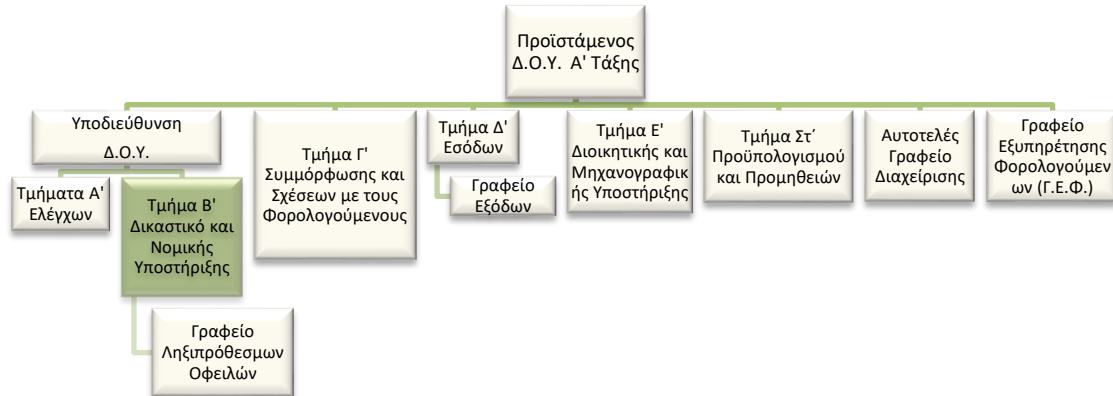 Προϊστάμενος
Δ.Ο.Υ. Α' Τάξης
Υποδιεύθυνση
Δ.Ο.Υ.
Τμήματα Α'
Ελέγχων
Τμήμα Β'
Δικαστικό και
Νομικής
Υποστήριξης
Γραφείο
Ληξιπρόθεσμων
Οφειλών
Τμήμα Γ'
Συμμόρφωσης και
Σχέσεων με τους
Φορολογούμενους
Τμήμα Δ'
Εσόδων
Γραφείο
Εξόδων
Τμήμα Ε'
Διοικητικής και
Μηχανογραφικ
ής Υποστήριξης
Τμήμα Στ΄
Προϋπολογισμού
και Προμηθειών
Αυτοτελές
Γραφείο
Διαχείρισης
Γραφείο
Εξυπηρέτησης
Φορολογούμεν
ων (Γ.Ε.Φ.)